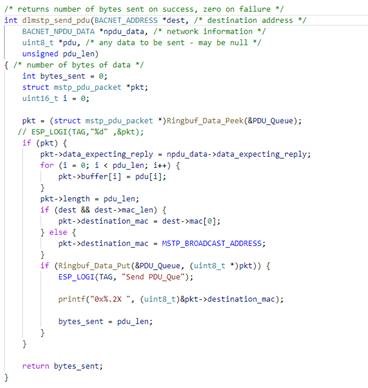 /* returns number of bytes sent on success, zero on failure */
int dlmstp_send_pdu(BACNET_ADDRESS *dest, /* destination address */
    BACNET_NPDU_DATA *npdu_data, /* network information */
    uint8_t *pdu, /* any data to be sent - may be null */
    unsigned pdu_len)
{ /* number of bytes of data */
    int bytes_sent = 0;
    struct mstp_pdu_packet *pkt;
    uint16_t i = 0;

    pkt = (struct mstp_pdu_packet *)Ringbuf_Data_Peek(&PDU_Queue);
   // ESP_LOGI(TAG,"%d" ,&pkt);
    if (pkt) {
        pkt->data_expecting_reply = npdu_data->data_expecting_reply;
        for (i = 0; i < pdu_len; i++) {
            pkt->buffer[i] = pdu[i];
        }
        pkt->length = pdu_len;
        if (dest && dest->mac_len) {
            pkt->destination_mac = dest->mac[0];
        } else {
            pkt->destination_mac = MSTP_BROADCAST_ADDRESS;
        }
        if (Ringbuf_Data_Put(&PDU_Queue, (uint8_t *)pkt)) {
            ESP_LOGI(TAG, "Send PDU_Que");

            printf("0x%.2X ", (uint8_t)&pkt->destination_mac);

            bytes_sent = pdu_len;
        }
    }

    return bytes_sent;
}